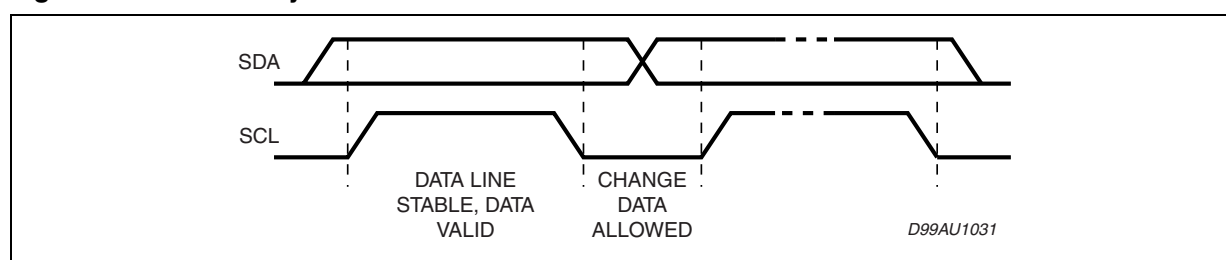 SDA
SCL
DATA LINE
STABLE, DATA
VALID
CHANGE
DATA
ALLOWED
D99AU1031